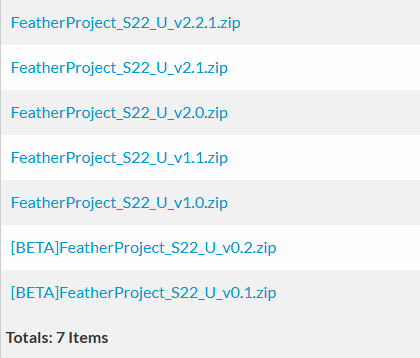 FeatherProject_S22_U_v2.2.1.zip
FeatherProject_S22_U_v2.1.zip
FeatherProject_S22_U_v2.0.zip
FeatherProject_S22_U_v1.1.zip
FeatherProject_S22_U_v1.0.zip
[BETA]FeatherProject_S22_U_v0.2.zip
[BETA]FeatherProject_S22_U_v0.1.zip
Totals: 7 Items